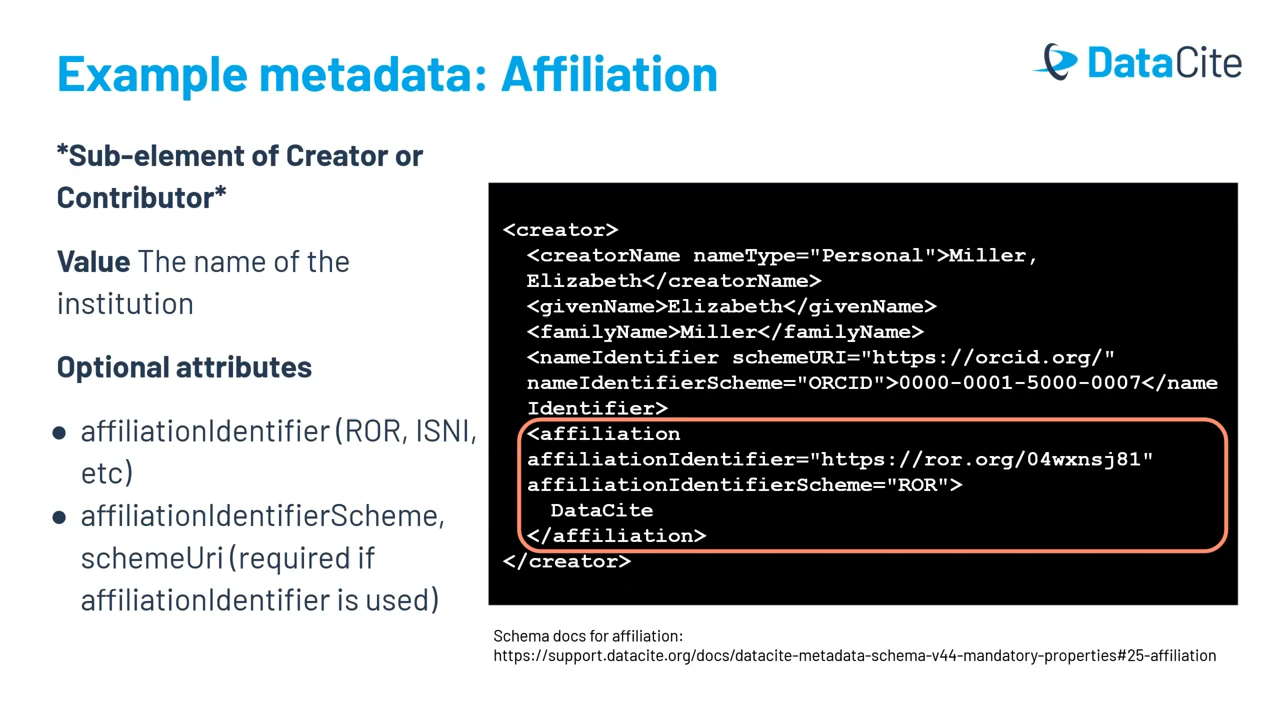 Example metadata: Affiliation
DataCite
*Sub-element of Creator or
Contributor*
Value The name of the
institution
Optional attributes
● affiliationIdentifier (ROR, ISNI,
etc)
● affiliationIdentifierScheme,
schemeUri (required if
affiliationIdentifier is used)
<creator>
<creatorName nameType="Personal">Miller,
Elizabeth</creatorName>
<givenName>Elizabeth</givenName>
<familyName>Miller</familyName>
<nameIdentifier schemeURI="https://orcid.org/"
nameIdentifierScheme="ORCID">0000-0001-5000-0007</name
Identifier>
<affiliation
affiliationIdentifier="https://ror.org/04wxnsj81"
affiliationIdentifierScheme="ROR">
DataCite
</affiliation>
</creator>
Schema docs for affiliation:
https://support.datacite.org/docs/datacite-metadata-schema-v44-mandatory-properties#25-affiliation